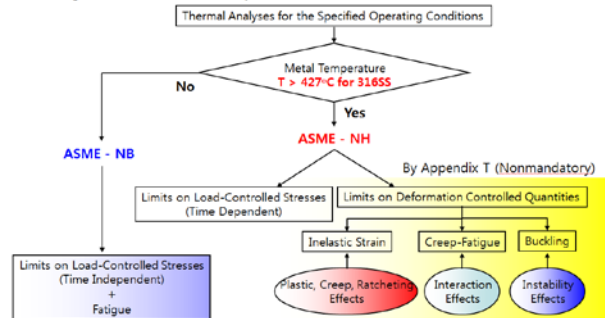 Thermal Analyses for the Specified Operating Conditions
Metal Temperature
T > 427°C for 316SS
No
Yes
ASME - NB
ASME - NH
By Appendix T (Nonmandatory)
Limits on Load-Controlled Stresses
(Time Dependent)
Limits on Deformation Controlled Quantities
Inelastic Strain
Creep-Fatigue
Buckling
Limits on Load-Controlled Stresses
(Time Independent)
+
Fatigue
Plastic, Creep, Ratcheting
Effects
Interaction
Effects
Instability
Effects